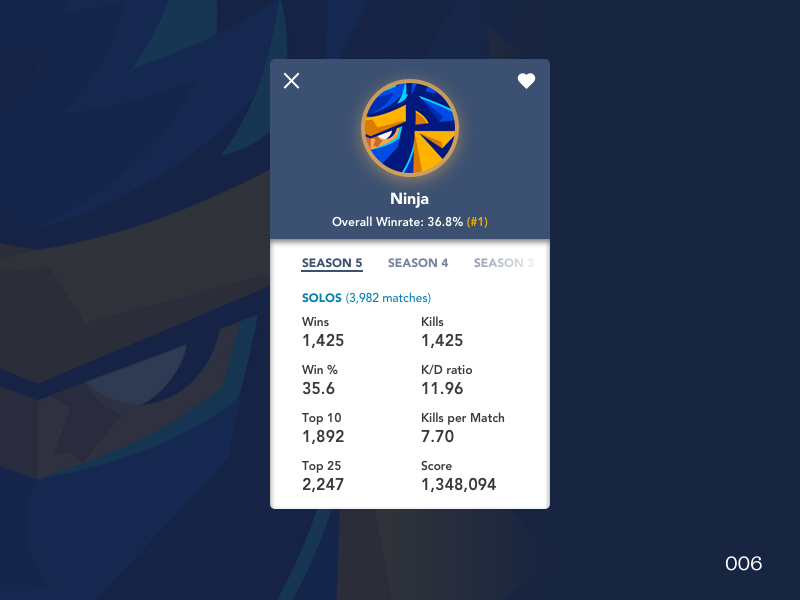 Ninja
Overall Winrate: 36.8% (#1)
SEASON 5 SEASON 4 SEASON 3
SOLOS (3,982 matches)
Wins Kills
1,425 1,425
Win % K/D ratio
35.6 11.96
Top 10 Kills per Match
1,892 7.70
Top 25 Score
2,247 1,348,094
006